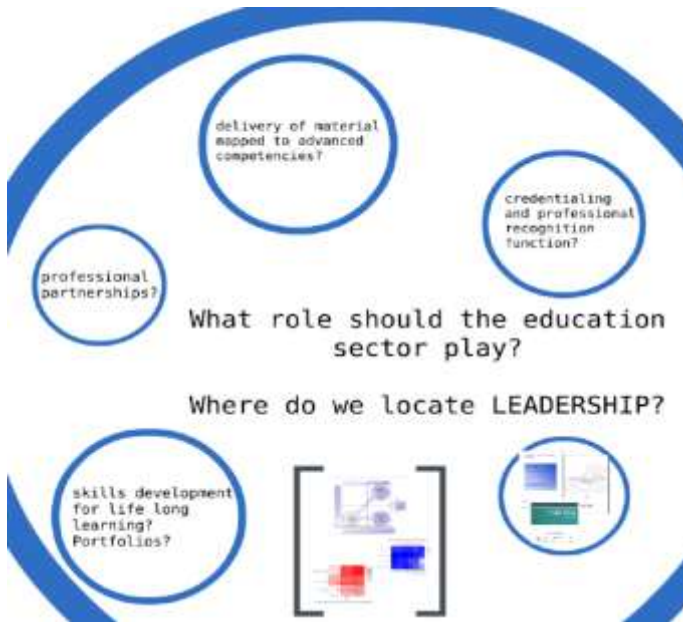 delivery of material
mapped to advanced
competencies?
credentialing
and professional
recognition
function?
professional
partnerships?
What role should the education
sector play?
Where do we locate LEADERSHIP?
skills development
for life long
learning?
Portfolios?